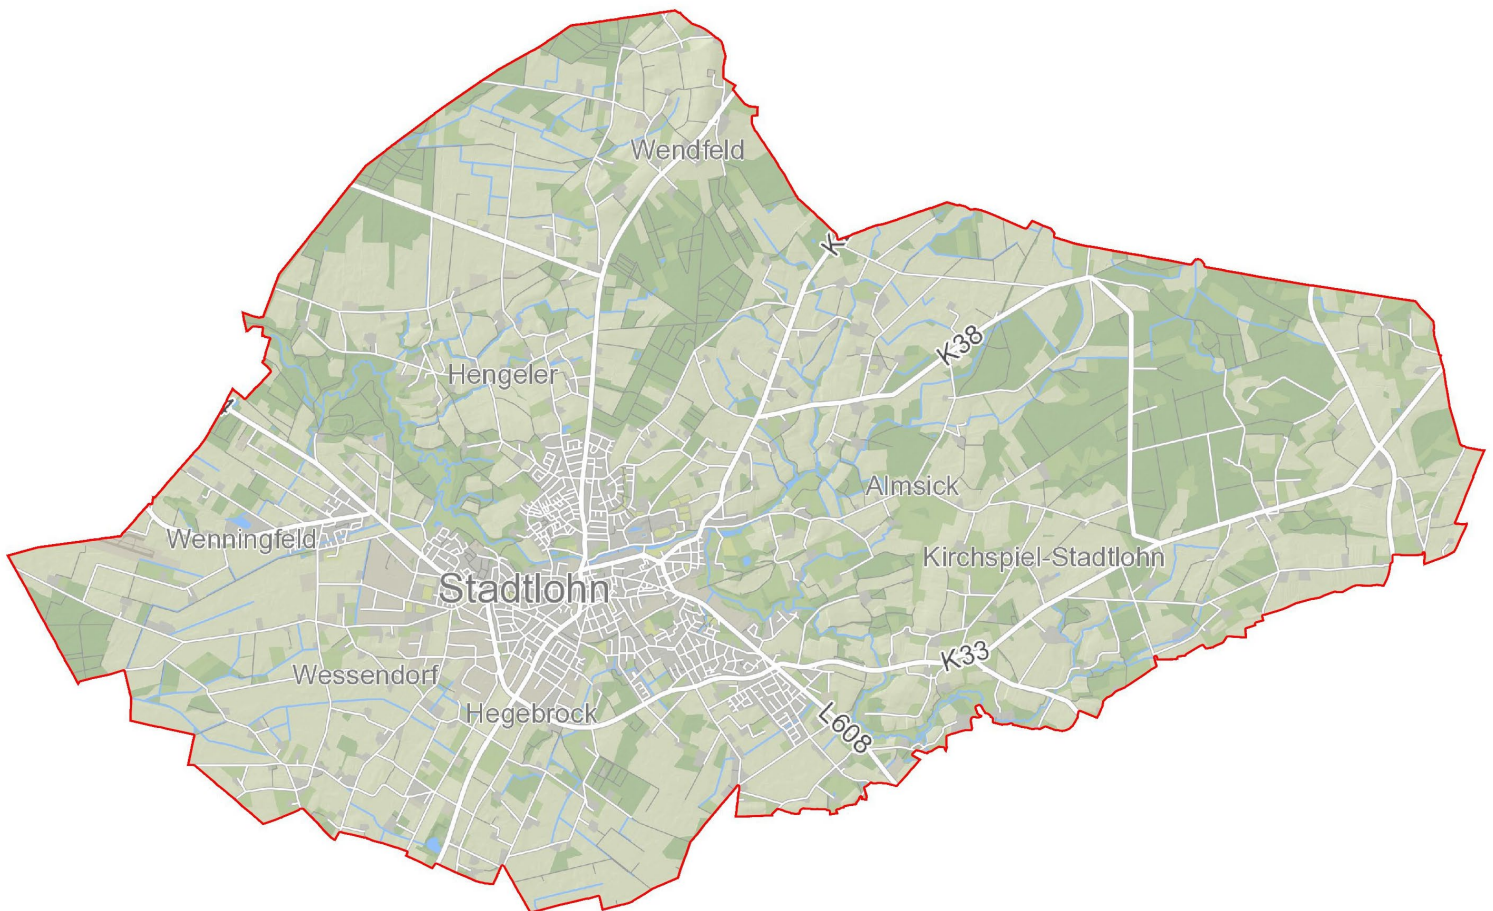 Wendfeld
K
K38
Hengeler
Almsick
Wenningfeld
Kirchspiel-Stadtlohn
Stadtlohn
K33
Wessendorf
Hegebrock
L608